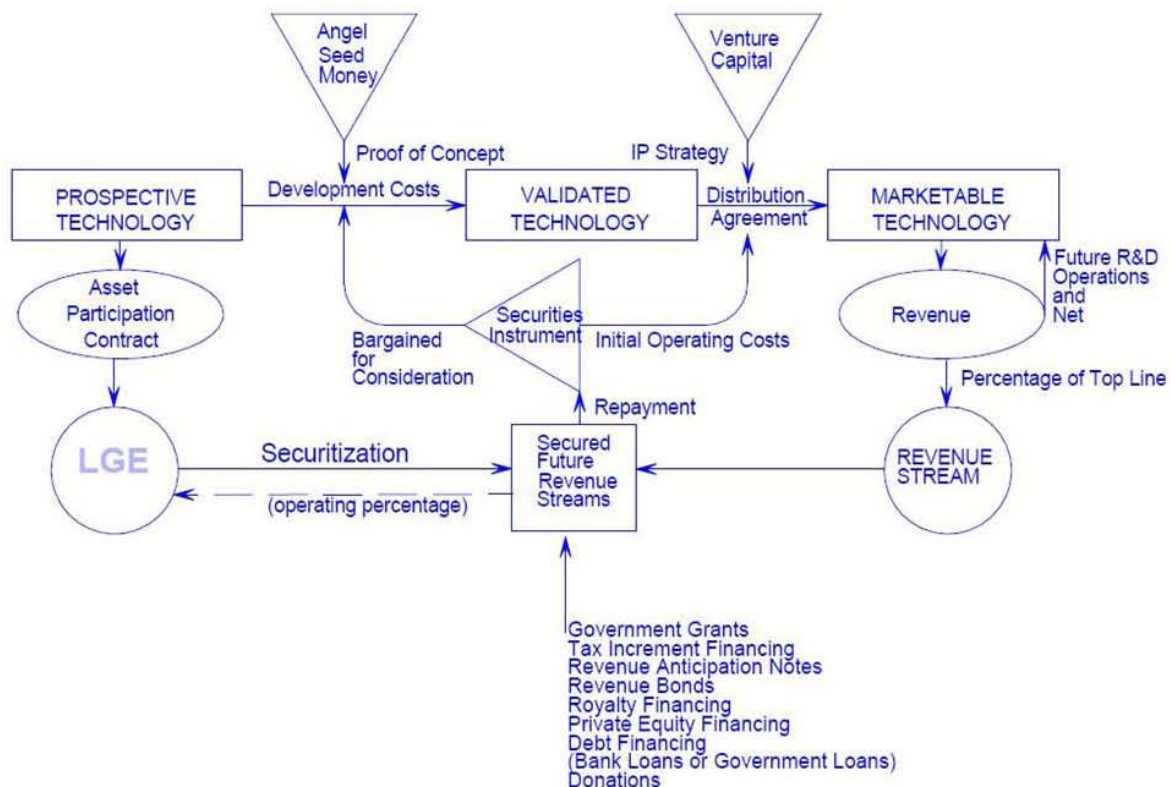 Angel
Seed
Money
Venture
Capital
Proof of Concept
IP Strategy
PROSPECTIVE
TECHNOLOGY
Development Costs
VALIDATED
TECHNOLOGY
Distribution
Agreement
MARKETABLE
TECHNOLOGY
Asset
Participation
Contract
Securities
Instrument
Bargained
for
Consideration
Initial Operating Costs
Revenue
Future R&D
Operations
and
Net
Percentage of Top Line
Repayment
LGE
Securitization
(operating percentage)
Secured
Future
Revenue
Streams
REVENUE
STREAM
Government Grants
Tax Increment Financing
Revenue Anticipation Notes
Revenue Bonds
Royalty Financing
Private Equity Financing
Debt Financing
(Bank Loans or Government Loans)
Donations